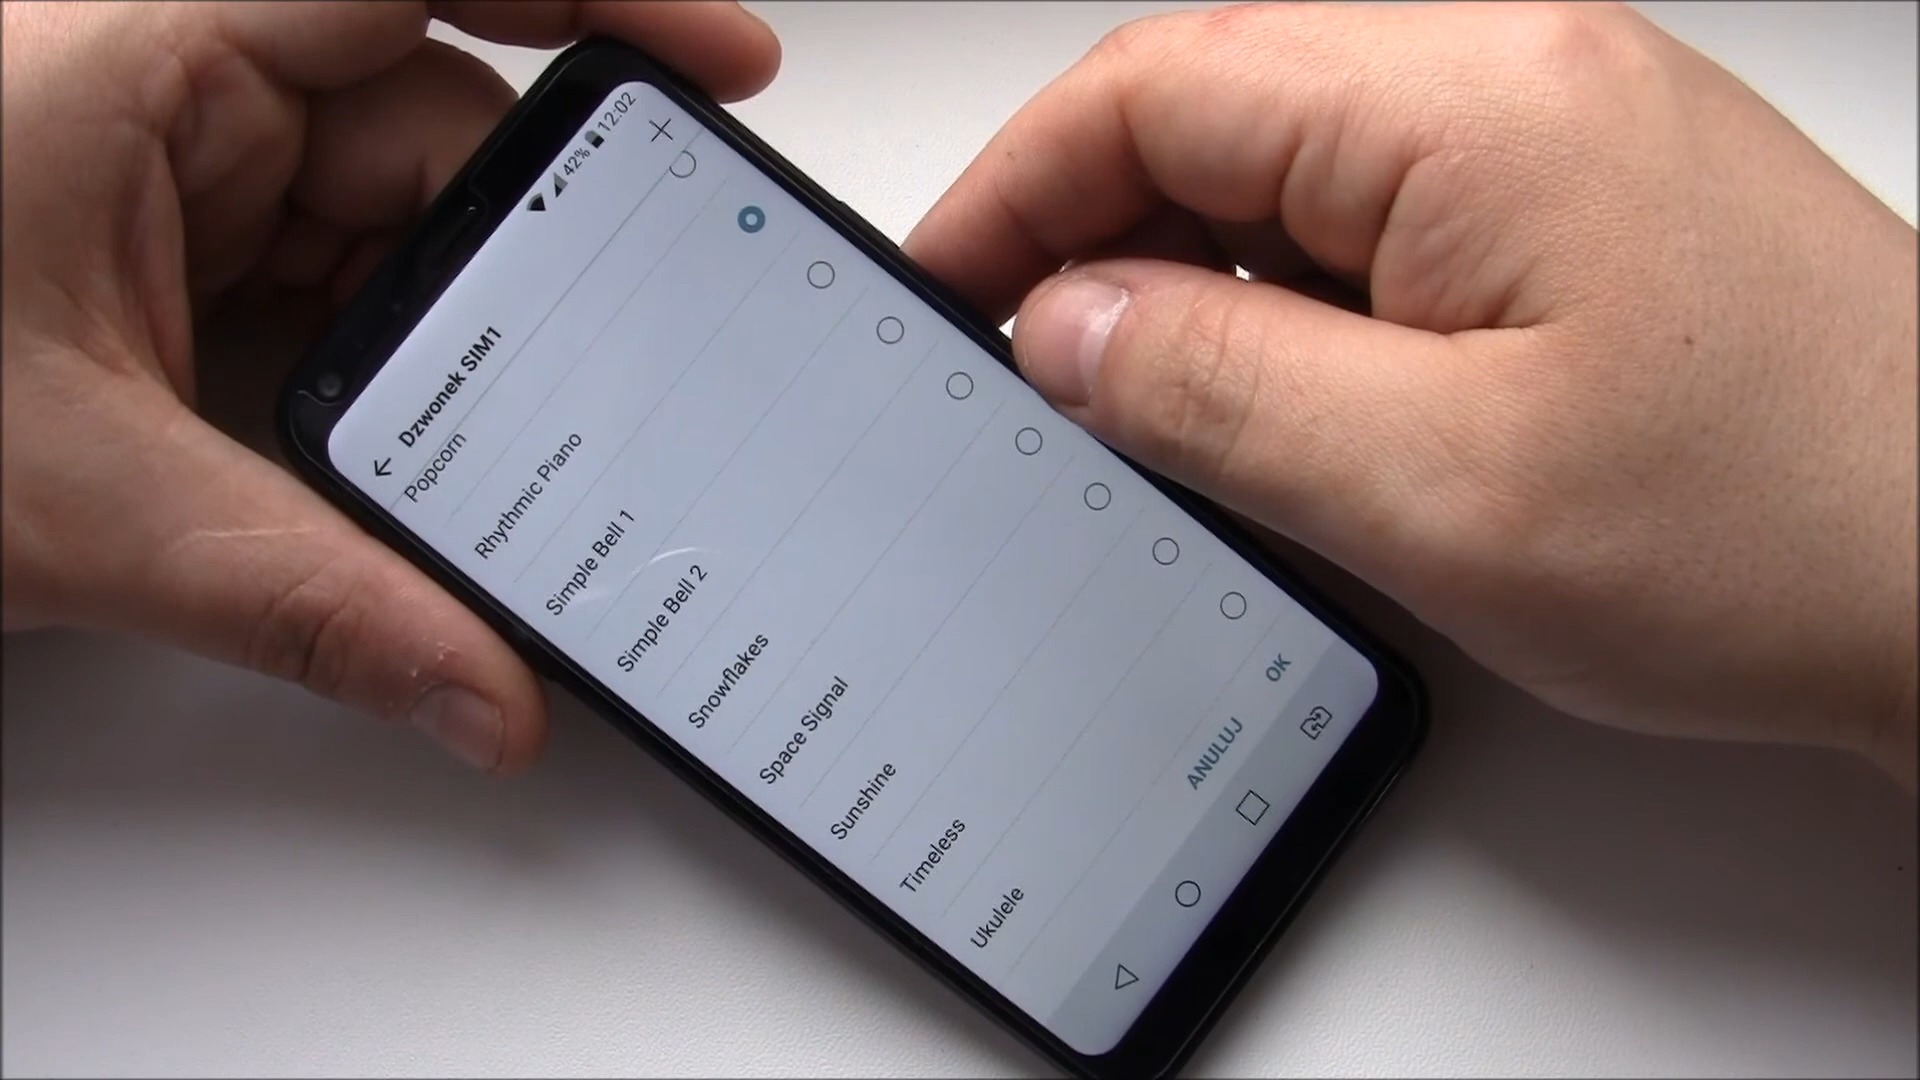 42% 12:02
Dzwonek SIM1
Popcorn
Rhythmic Piano
Simple Bell 1
Simple Bell 2
Snowflakes
Space Signal
Sunshine
Timeless
Ukulele
ANULUJ OK